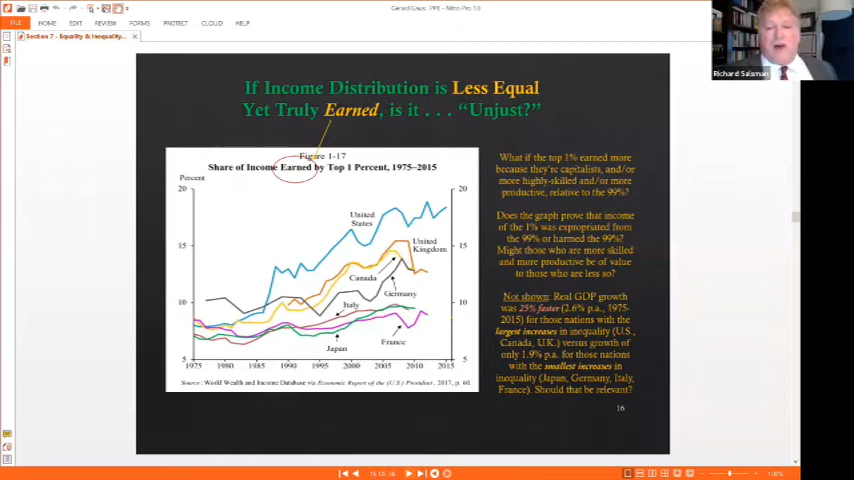 Gerald Gaus: PPE - Nitro Pro 10
FILE HOME EDIT REVIEW FORMS PROTECT CLOUD HELP
Section 7 - Equality & Inequality...
Richard Salsman
If Income Distribution is Less Equal
Yet Truly Earned, is it . . . “Unjust?”
Figure 1-17
Share of Income Earned by Top 1 Percent, 1975–2015
Percent
20 20
15 15
10 10
5 5
United
States
United
Kingdom
Canada
Germany
Italy
Japan
France
1975 1980 1985 1990 1995 2000 2005 2010 2015
Source: World Wealth and Income Database via Economic Report of the (U.S.) President, 2017, p. 60.
What if the top 1% earned more
because they're capitalists, and/or
more highly-skilled and/or more
productive, relative to the 99%?
Does the graph prove that income
of the 1% was expropriated from
the 99% or harmed the 99%?
Might those who are more skilled
and more productive be of value
to those who are less so?
Not shown: Real GDP growth
was 25% faster (2.6% p.a., 1975-
2015) for those nations with the
largest increases in inequality (U.S.,
Canada, U.K.) versus growth of
only 1.9% p.a. for those nations
with the smallest increases in
inequality (Japan, Germany, Italy,
France). Should that be relevant?
16
100%